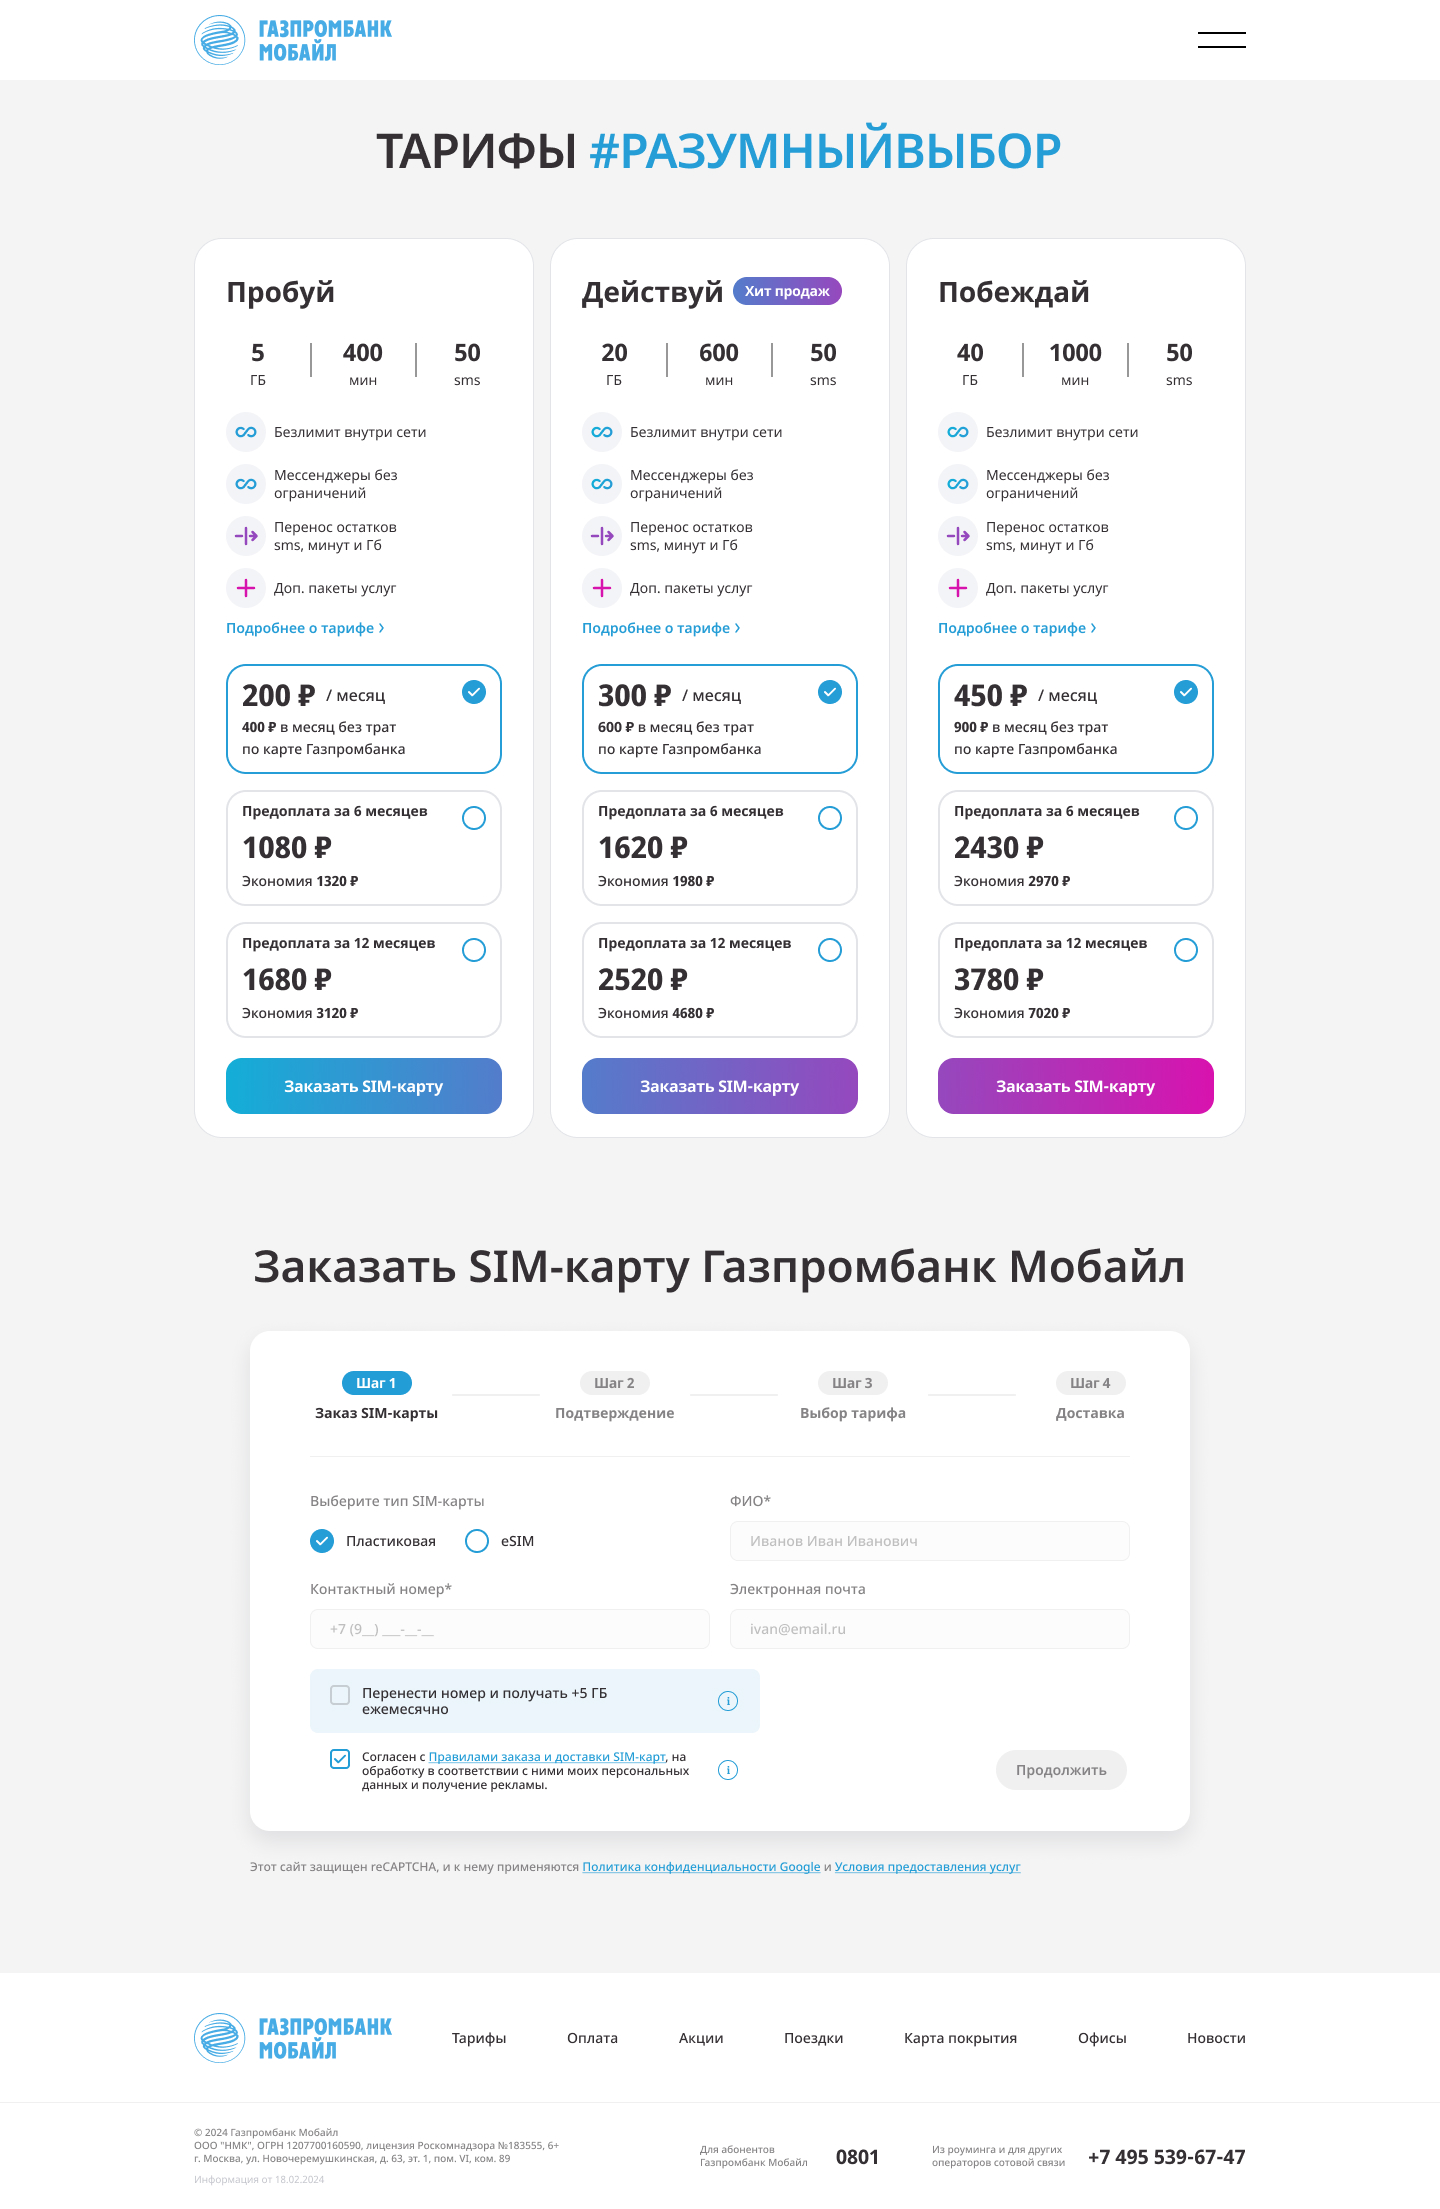 ГАЗПРОМБАНК
МОБАЙЛ
ТАРИФЫ #РАЗУМНЫЙВЫБОР
Пробуй
5
ГБ
400
мин
50
sms
Безлимит внутри сети
Мессенджеры без
ограничений
Перенос остатков
sms, минут и Гб
Доп. пакеты услуг
Подробнее о тарифе
200 ₽ / месяц
400 ₽ в месяц без трат
по карте Газпромбанка
Предоплата за 6 месяцев
1080 ₽
Экономия 1320 ₽
Предоплата за 12 месяцев
1680 ₽
Экономия 3120 ₽
Заказать SIM-карту
Действуй
Хит продаж
20
ГБ
600
мин
50
sms
Безлимит внутри сети
Мессенджеры без
ограничений
Перенос остатков
sms, минут и Гб
Доп. пакеты услуг
Подробнее о тарифе
300 ₽ / месяц
600 ₽ в месяц без трат
по карте Газпромбанка
Предоплата за 6 месяцев
1620 ₽
Экономия 1980 ₽
Предоплата за 12 месяцев
2520 ₽
Экономия 4680 ₽
Заказать SIM-карту
Побеждай
40
ГБ
1000
мин
50
sms
Безлимит внутри сети
Мессенджеры без
ограничений
Перенос остатков
sms, минут и Гб
Доп. пакеты услуг
Подробнее о тарифе
450 ₽ / месяц
900 ₽ в месяц без трат
по карте Газпромбанка
Предоплата за 6 месяцев
2430 ₽
Экономия 2970 ₽
Предоплата за 12 месяцев
3780 ₽
Экономия 7020 ₽
Заказать SIM-карту
Заказать SIM-карту Газпромбанк Мобайл
Шаг 1
Заказ SIM-карты
Шаг 2
Подтверждение
Шаг 3
Выбор тарифа
Шаг 4
Доставка
Выберите тип SIM-карты
Пластиковая
eSIM
ФИО*
Иванов Иван Иванович
Контактный номер*
+7 (9__) ___-__-__
Электронная почта
ivan@email.ru
Перенести номер и получать +5 ГБ
ежемесячно
Согласен с Правилами заказа и доставки SIM-карт, на
обработку в соответствии с ними моих персональных
данных и получение рекламы.
Продолжить
Этот сайт защищен reCAPTCHA, и к нему применяются Политика конфиденциальности Google и Условия предоставления услуг
ГАЗПРОМБАНК
МОБАЙЛ
Тарифы
Оплата
Акции
Поездки
Карта покрытия
Офисы
Новости
© 2024 Газпромбанк Мобайл
ООО "НМК", ОГРН 1207700160590, лицензия Роскомнадзора №183555, 6+
г. Москва, ул. Новочеремушкинская, д. 63, эт. 1, пом. VI, ком. 89
Информация от 18.02.2024
Для абонентов
Газпромбанк Мобайл
0801
Из роуминга и для других
операторов сотовой связи
+7 495 539-67-47